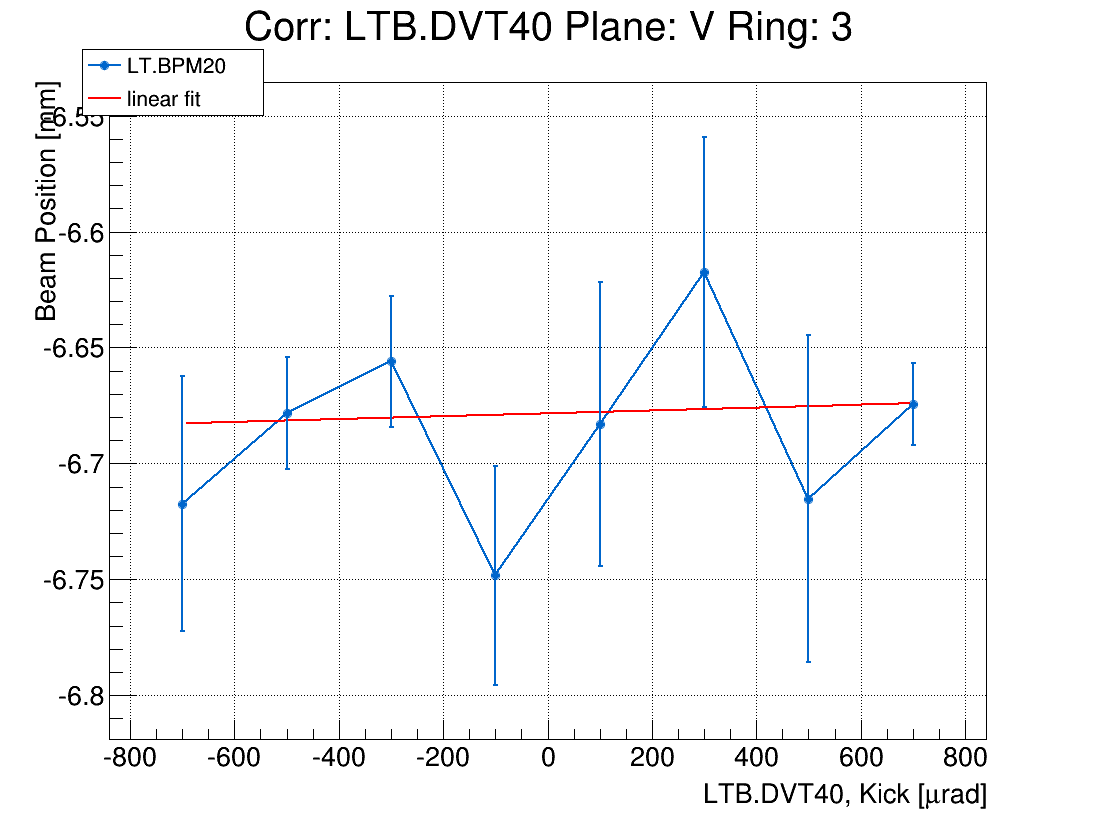 Corr: LTB.DVT40 Plane: V Ring: 3
LT.BPM20
linear fit
Beam Position [mm]
-6.55
-6.6
-6.65
-6.7
-6.75
-6.8
-800 -600 -400 -200 0 200 400 600 800
LTB.DVT40, Kick [μrad]